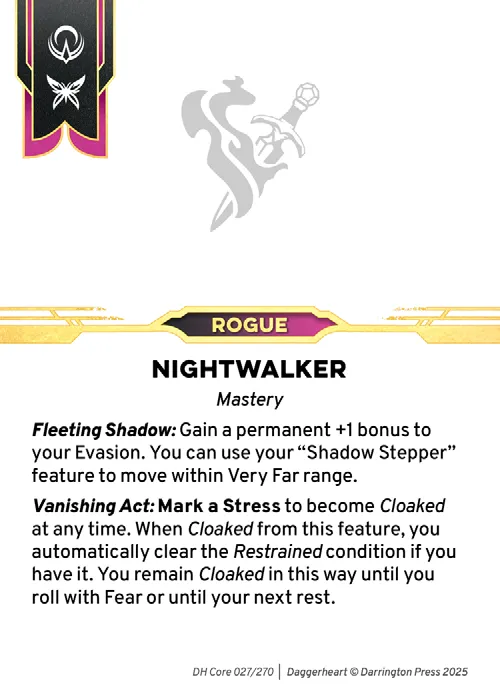 ROGUE
NIGHTWALKER
Mastery
Fleeting Shadow: Gain a permanent +1 bonus to
your Evasion. You can use your “Shadow Stepper”
feature to move within Very Far range.
Vanishing Act: Mark a Stress to become Cloaked
at any time. When Cloaked from this feature, you
automatically clear the Restrained condition if you
have it. You remain Cloaked in this way until you
roll with Fear or until your next rest.
DH Core 027/270 | Daggerheart © Darrington Press 2025